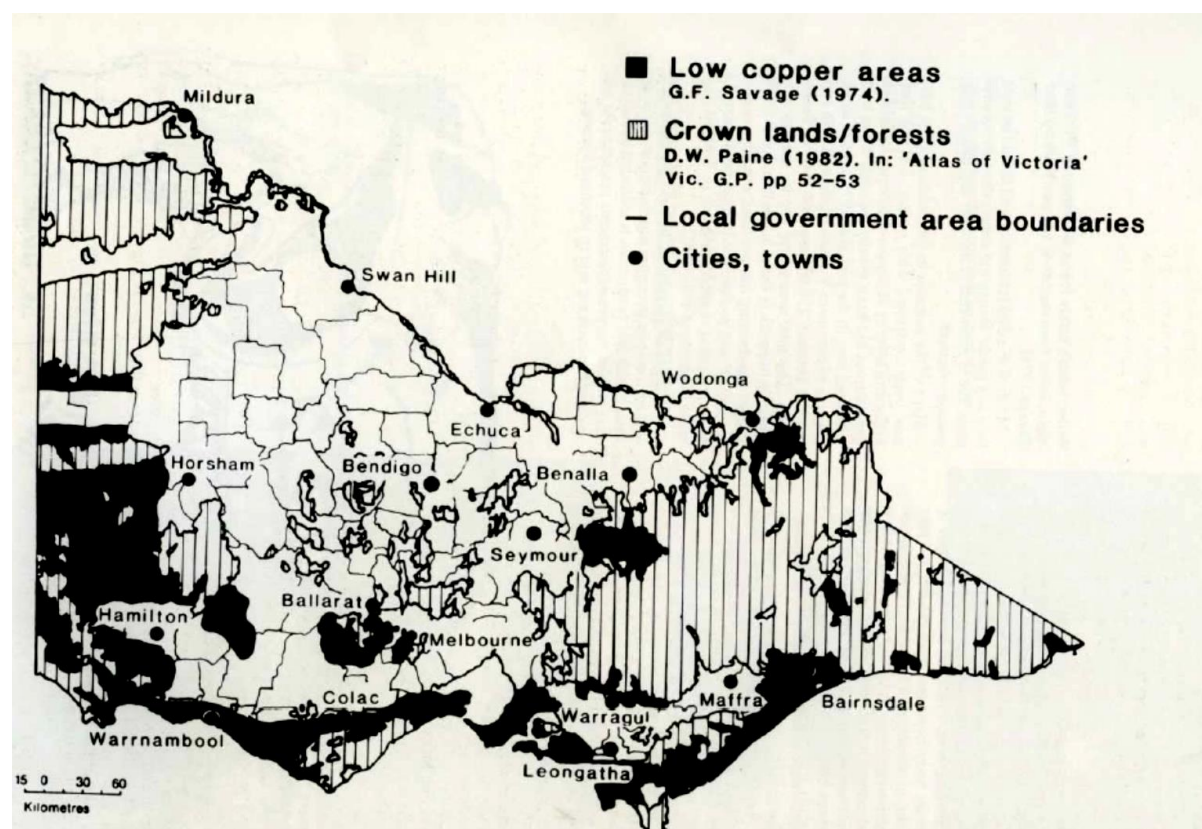 Low copper areas
G.F. Savage (1974).
Crown lands/forests
D.W. Paine (1982). In: 'Atlas of Victoria'
Vic. G.P. pp 52-53
Local government area boundaries
Cities, towns
Mildura
Swan Hill
Wodonga
Echuca
Horsham
Bendigo
Benalla
Seymour
Ballarat
Hamilton
Melbourne
Colac
Maffra
Bairnsdale
Warragul
Warrnambool
Leongatha
15 0 30 60
Kilometres